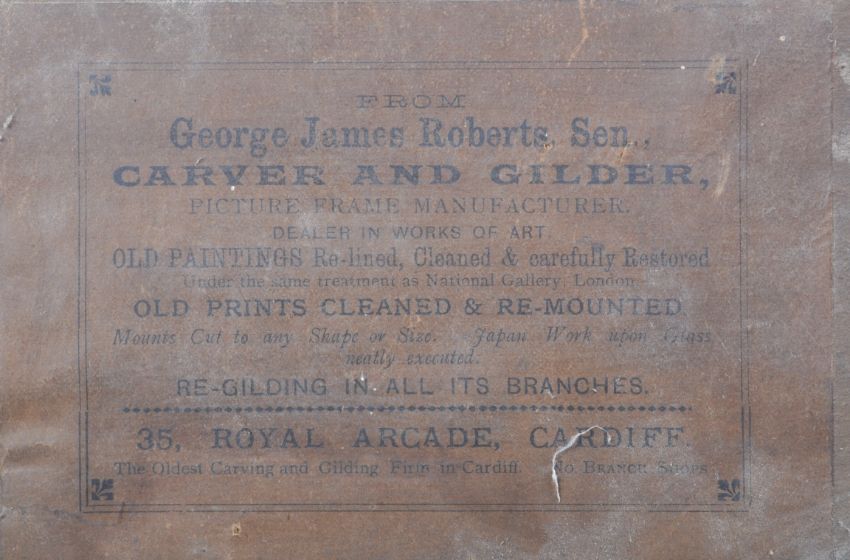 FROM
George James Roberts, Sen.,
CARVER AND GILDER,
PICTURE FRAME MANUFACTURER.
DEALER IN WORKS OF ART.
OLD PAINTINGS Re-lined, Cleaned & carefully Restored
Under the same treatment as National Gallery, London.
OLD PRINTS CLEANED & RE-MOUNTED.
Mounts Cut to any Shape or Size. Japan Work upon Glass
neatly executed.
RE-GILDING IN ALL ITS BRANCHES.
35, ROYAL ARCADE, CARDIFF.
The Oldest Carving and Gilding Firm in Cardiff. No Branch Shops